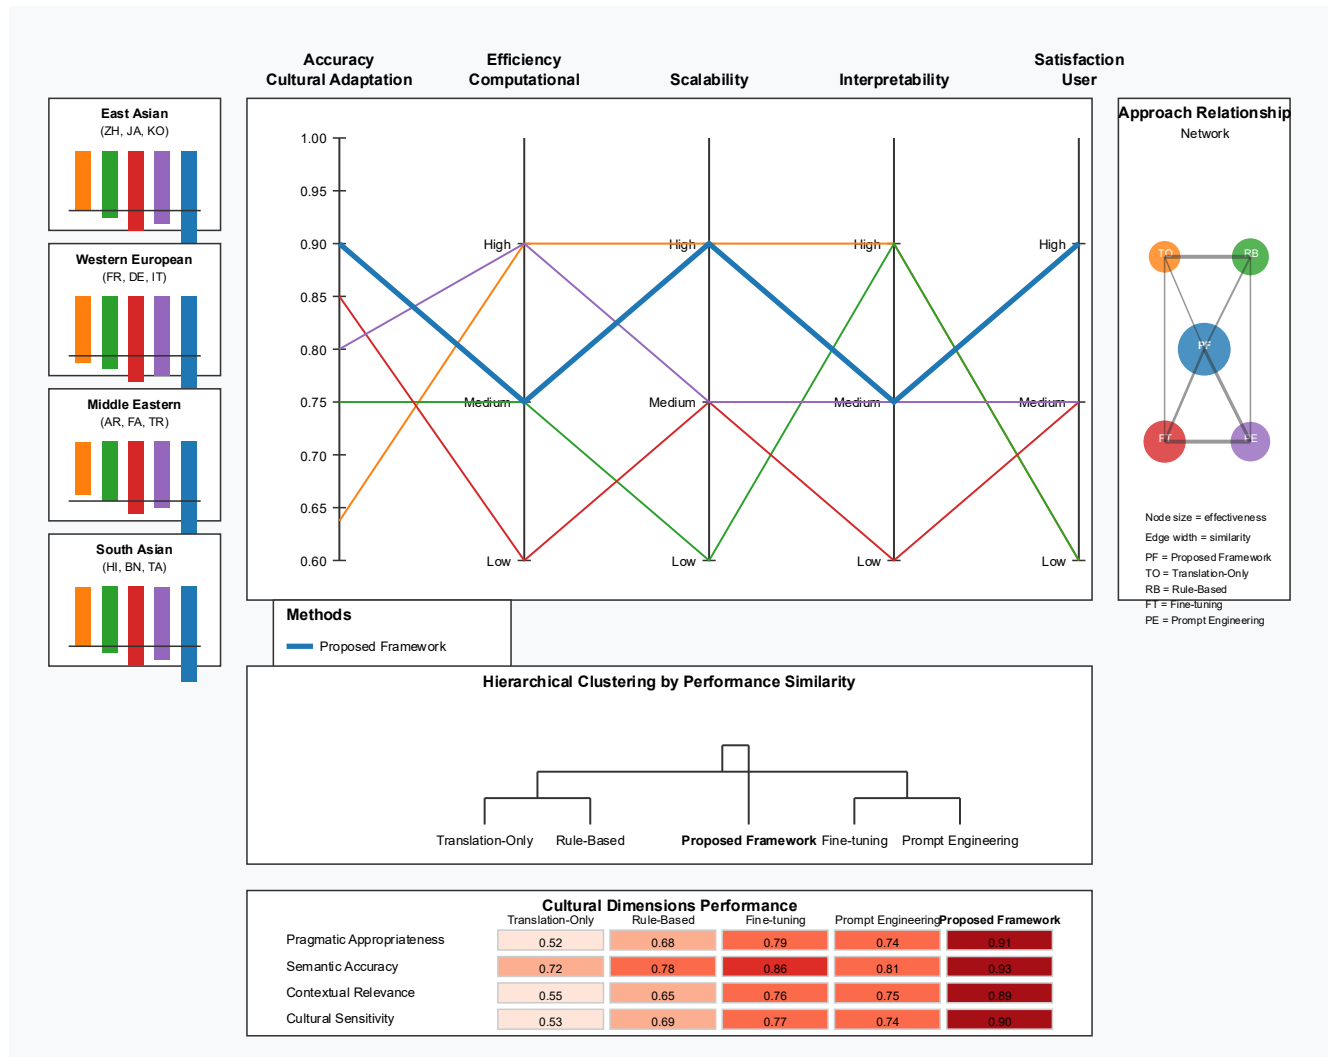 Accuracy
Cultural Adaptation
Efficiency
Computational
Scalability
Interpretability
Satisfaction
User
East Asian
(ZH, JA, KO)
Western European
(FR, DE, IT)
Middle Eastern
(AR, FA, TR)
South Asian
(HI, BN, TA)
1.00
0.95
0.90
0.85
0.80
0.75
0.70
0.65
0.60
High
Medium
Low
High
Medium
Low
High
Medium
Low
High
Medium
Low
Approach Relationship
Network
TO
RB
PF
FT
PE
Node size = effectiveness
Edge width = similarity
PF = Proposed Framework
TO = Translation-Only
RB = Rule-Based
FT = Fine-tuning
PE = Prompt Engineering
Methods
Proposed Framework
Hierarchical Clustering by Performance Similarity
Translation-Only Rule-Based Proposed Framework Fine-tuning Prompt Engineering
Cultural Dimensions Performance
Translation-Only Rule-Based Fine-tuning Prompt Engineering Proposed Framework
Pragmatic Appropriateness 0.52 0.68 0.79 0.74 0.91
Semantic Accuracy 0.72 0.78 0.86 0.81 0.93
Contextual Relevance 0.55 0.65 0.76 0.75 0.89
Cultural Sensitivity 0.53 0.69 0.77 0.74 0.90